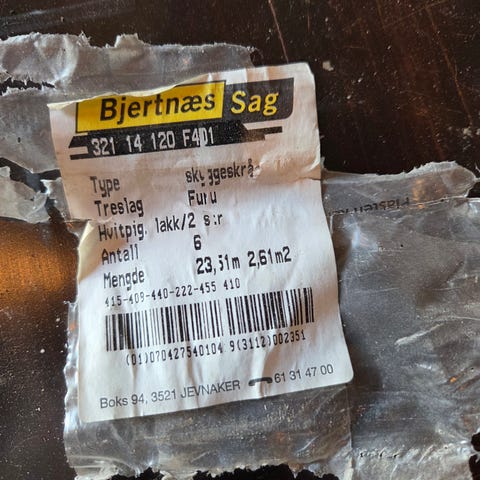 Bjertnæs Sag
321 14 120 F401
Type skyggeskrå
Treslag Furu
Hvitpig. lakk/2 s:r
Antall 6
Mengde 23,51m 2,61m2
415-409-440-222-455 410
(01)070427540104 9(3112)002351
Boks 94, 3521 JEVNAKER 61 31 47 00